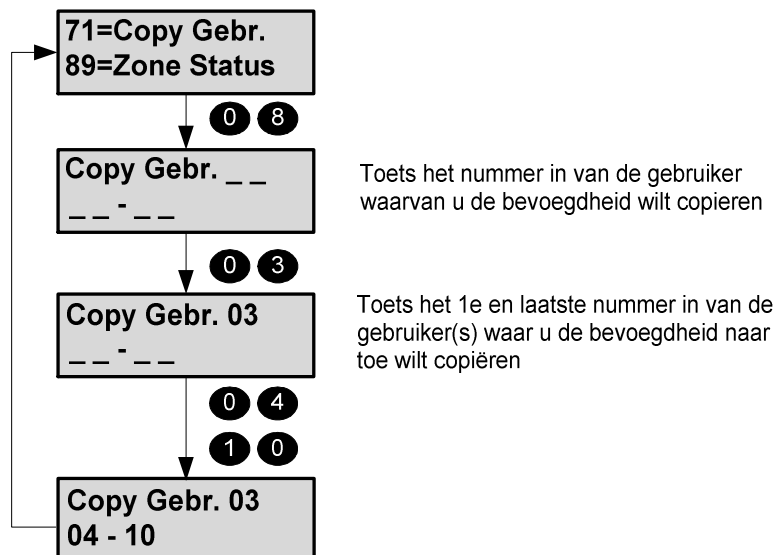 71=Copy Gebr.
89=Zone Status
0 8
Copy Gebr. _ _
_ _ - _ _
Toets het nummer in van de gebruiker
waarvan u de bevoegdheid wilt copieren
0 3
Copy Gebr. 03
_ _ - _ _
Toets het 1e en laatste nummer in van de
gebruiker(s) waar u de bevoegdheid naar
toe wilt copiëren
0 4
1 0
Copy Gebr. 03
04 - 10